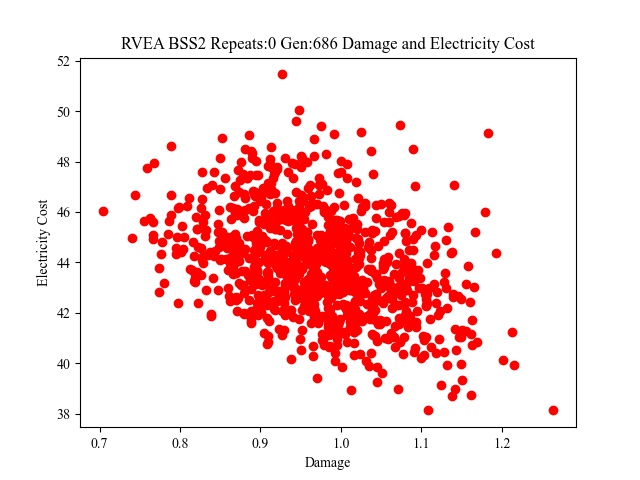 RVEA BSS2 Repeats:0 Gen:686 Damage and Electricity Cost
52
50
48
46
44
42
40
38
Electricity Cost
0.7 0.8 0.9 1.0 1.1 1.2
Damage